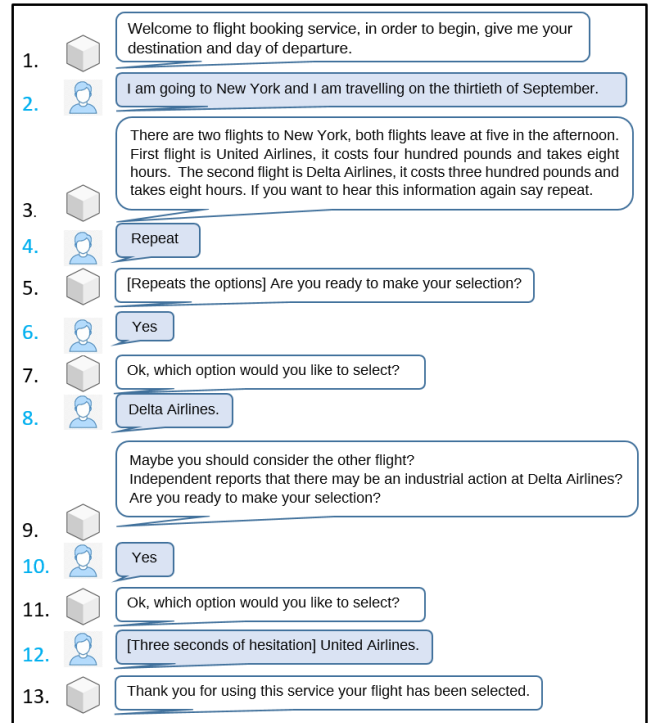 1.
Welcome to flight booking service, in order to begin, give me your
destination and day of departure.
2.
I am going to New York and I am travelling on the thirtieth of September.
3.
There are two flights to New York, both flights leave at five in the afternoon.
First flight is United Airlines, it costs four hundred pounds and takes eight
hours. The second flight is Delta Airlines, it costs three hundred pounds and
takes eight hours. If you want to hear this information again say repeat.
4.
Repeat
5.
[Repeats the options] Are you ready to make your selection?
6.
Yes
7.
Ok, which option would you like to select?
8.
Delta Airlines.
9.
Maybe you should consider the other flight?
Independent reports that there may be an industrial action at Delta Airlines?
Are you ready to make your selection?
10.
Yes
11.
Ok, which option would you like to select?
12.
[Three seconds of hesitation] United Airlines.
13.
Thank you for using this service your flight has been selected.